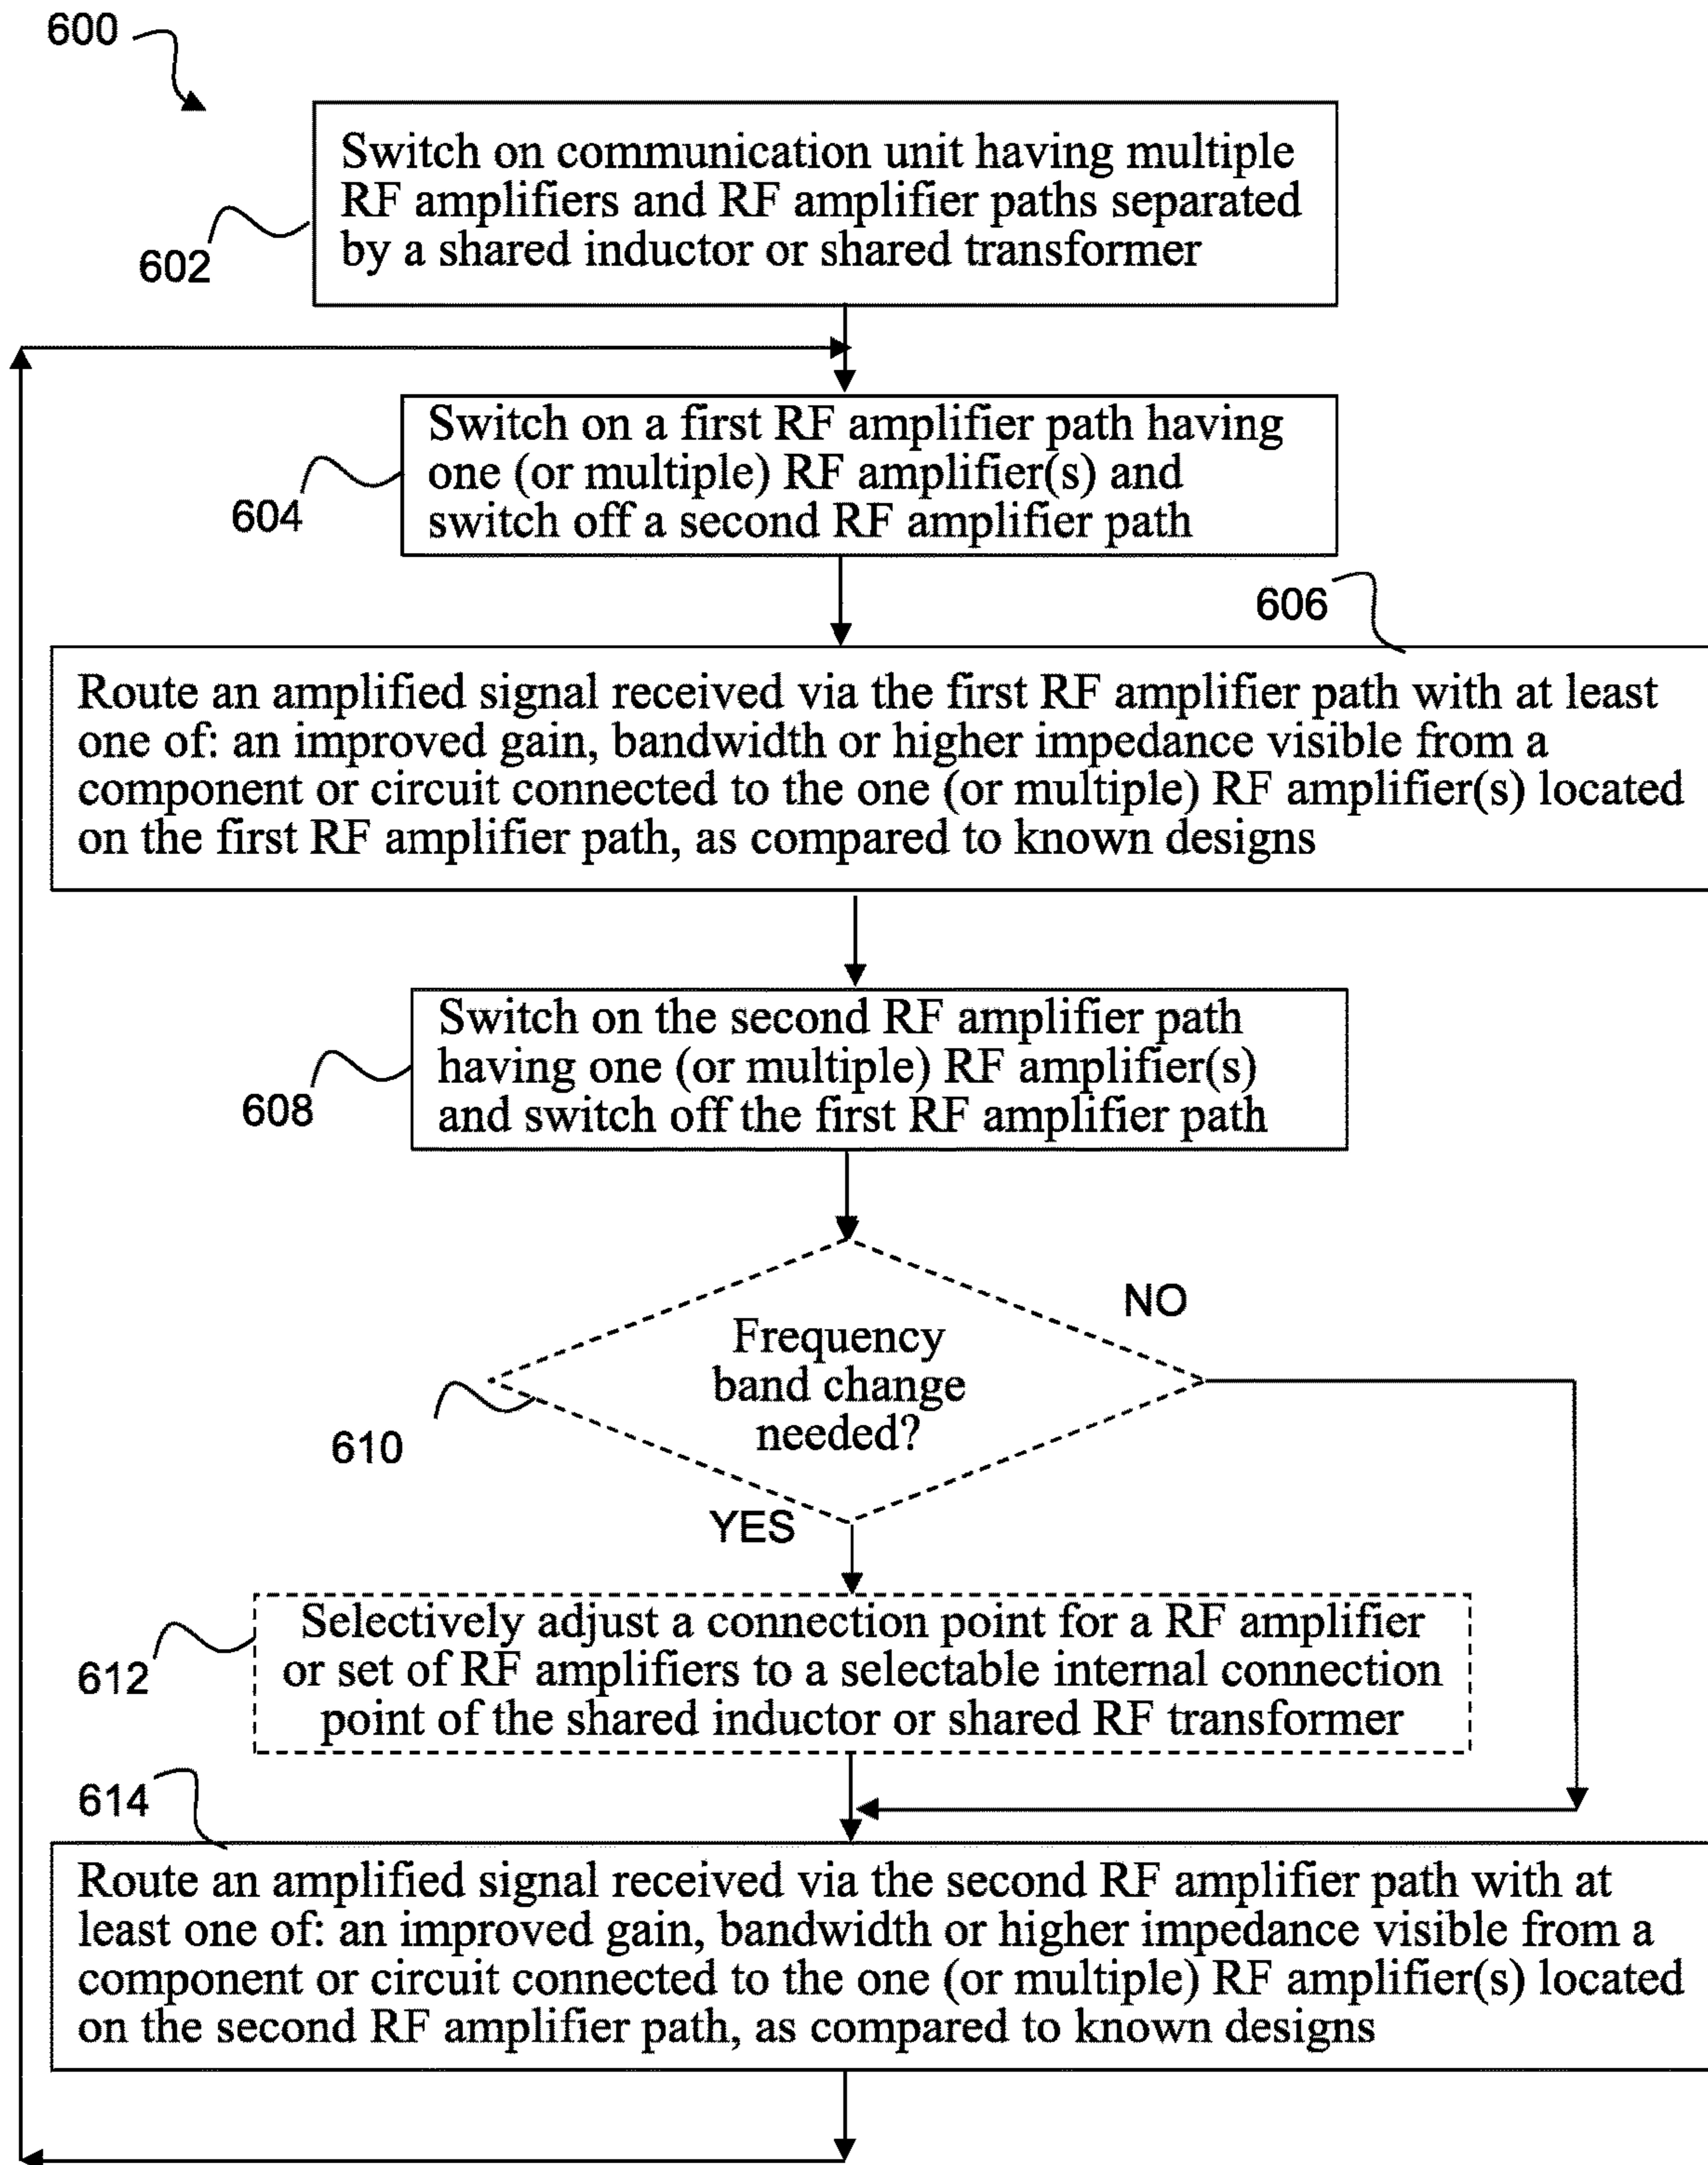 600
Switch on communication unit having multiple
RF amplifiers and RF amplifier paths separated
by a shared inductor or shared transformer
602
Switch on a first RF amplifier path having
one (or multiple) RF amplifier(s) and
switch off a second RF amplifier path
604
606
Route an amplified signal received via the first RF amplifier path with at least
one of: an improved gain, bandwidth or higher impedance visible from a
component or circuit connected to the one (or multiple) RF amplifier(s) located
on the first RF amplifier path, as compared to known designs
Switch on the second RF amplifier path
having one (or multiple) RF amplifier(s)
and switch off the first RF amplifier path
608
NO
Frequency
band change
needed?
610
YES
Selectively adjust a connection point for a RF amplifier
or set of RF amplifiers to a selectable internal connection
point of the shared inductor or shared RF transformer
612
614
Route an amplified signal received via the second RF amplifier path with at
least one of: an improved gain, bandwidth or higher impedance visible from a
component or circuit connected to the one (or multiple) RF amplifier(s) located
on the second RF amplifier path, as compared to known designs